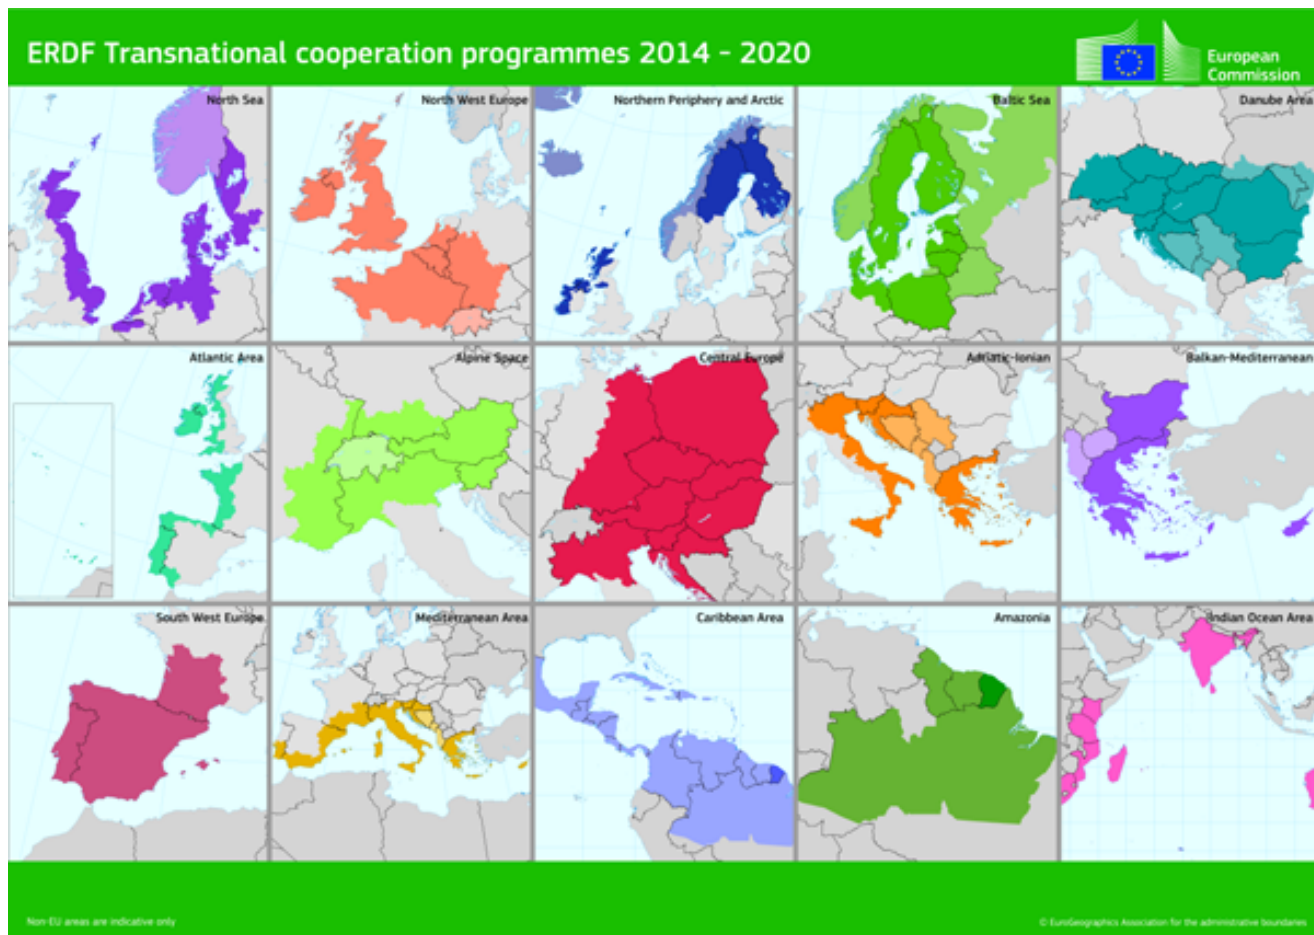 ERDF Transnational cooperation programmes 2014 - 2020
European
Commission
North Sea
North West Europe
Northern Periphery and Arctic
Baltic Sea
Danube Area
Atlantic Area
Alpine Space
Central Europe
Adriatic-Ionian
Balkan-Mediterranean
South West Europe
Mediterranean Area
Caribbean Area
Amazonia
Indian Ocean Area
Non-EU areas are indicative only
© EuroGeographics Association for the administrative boundaries